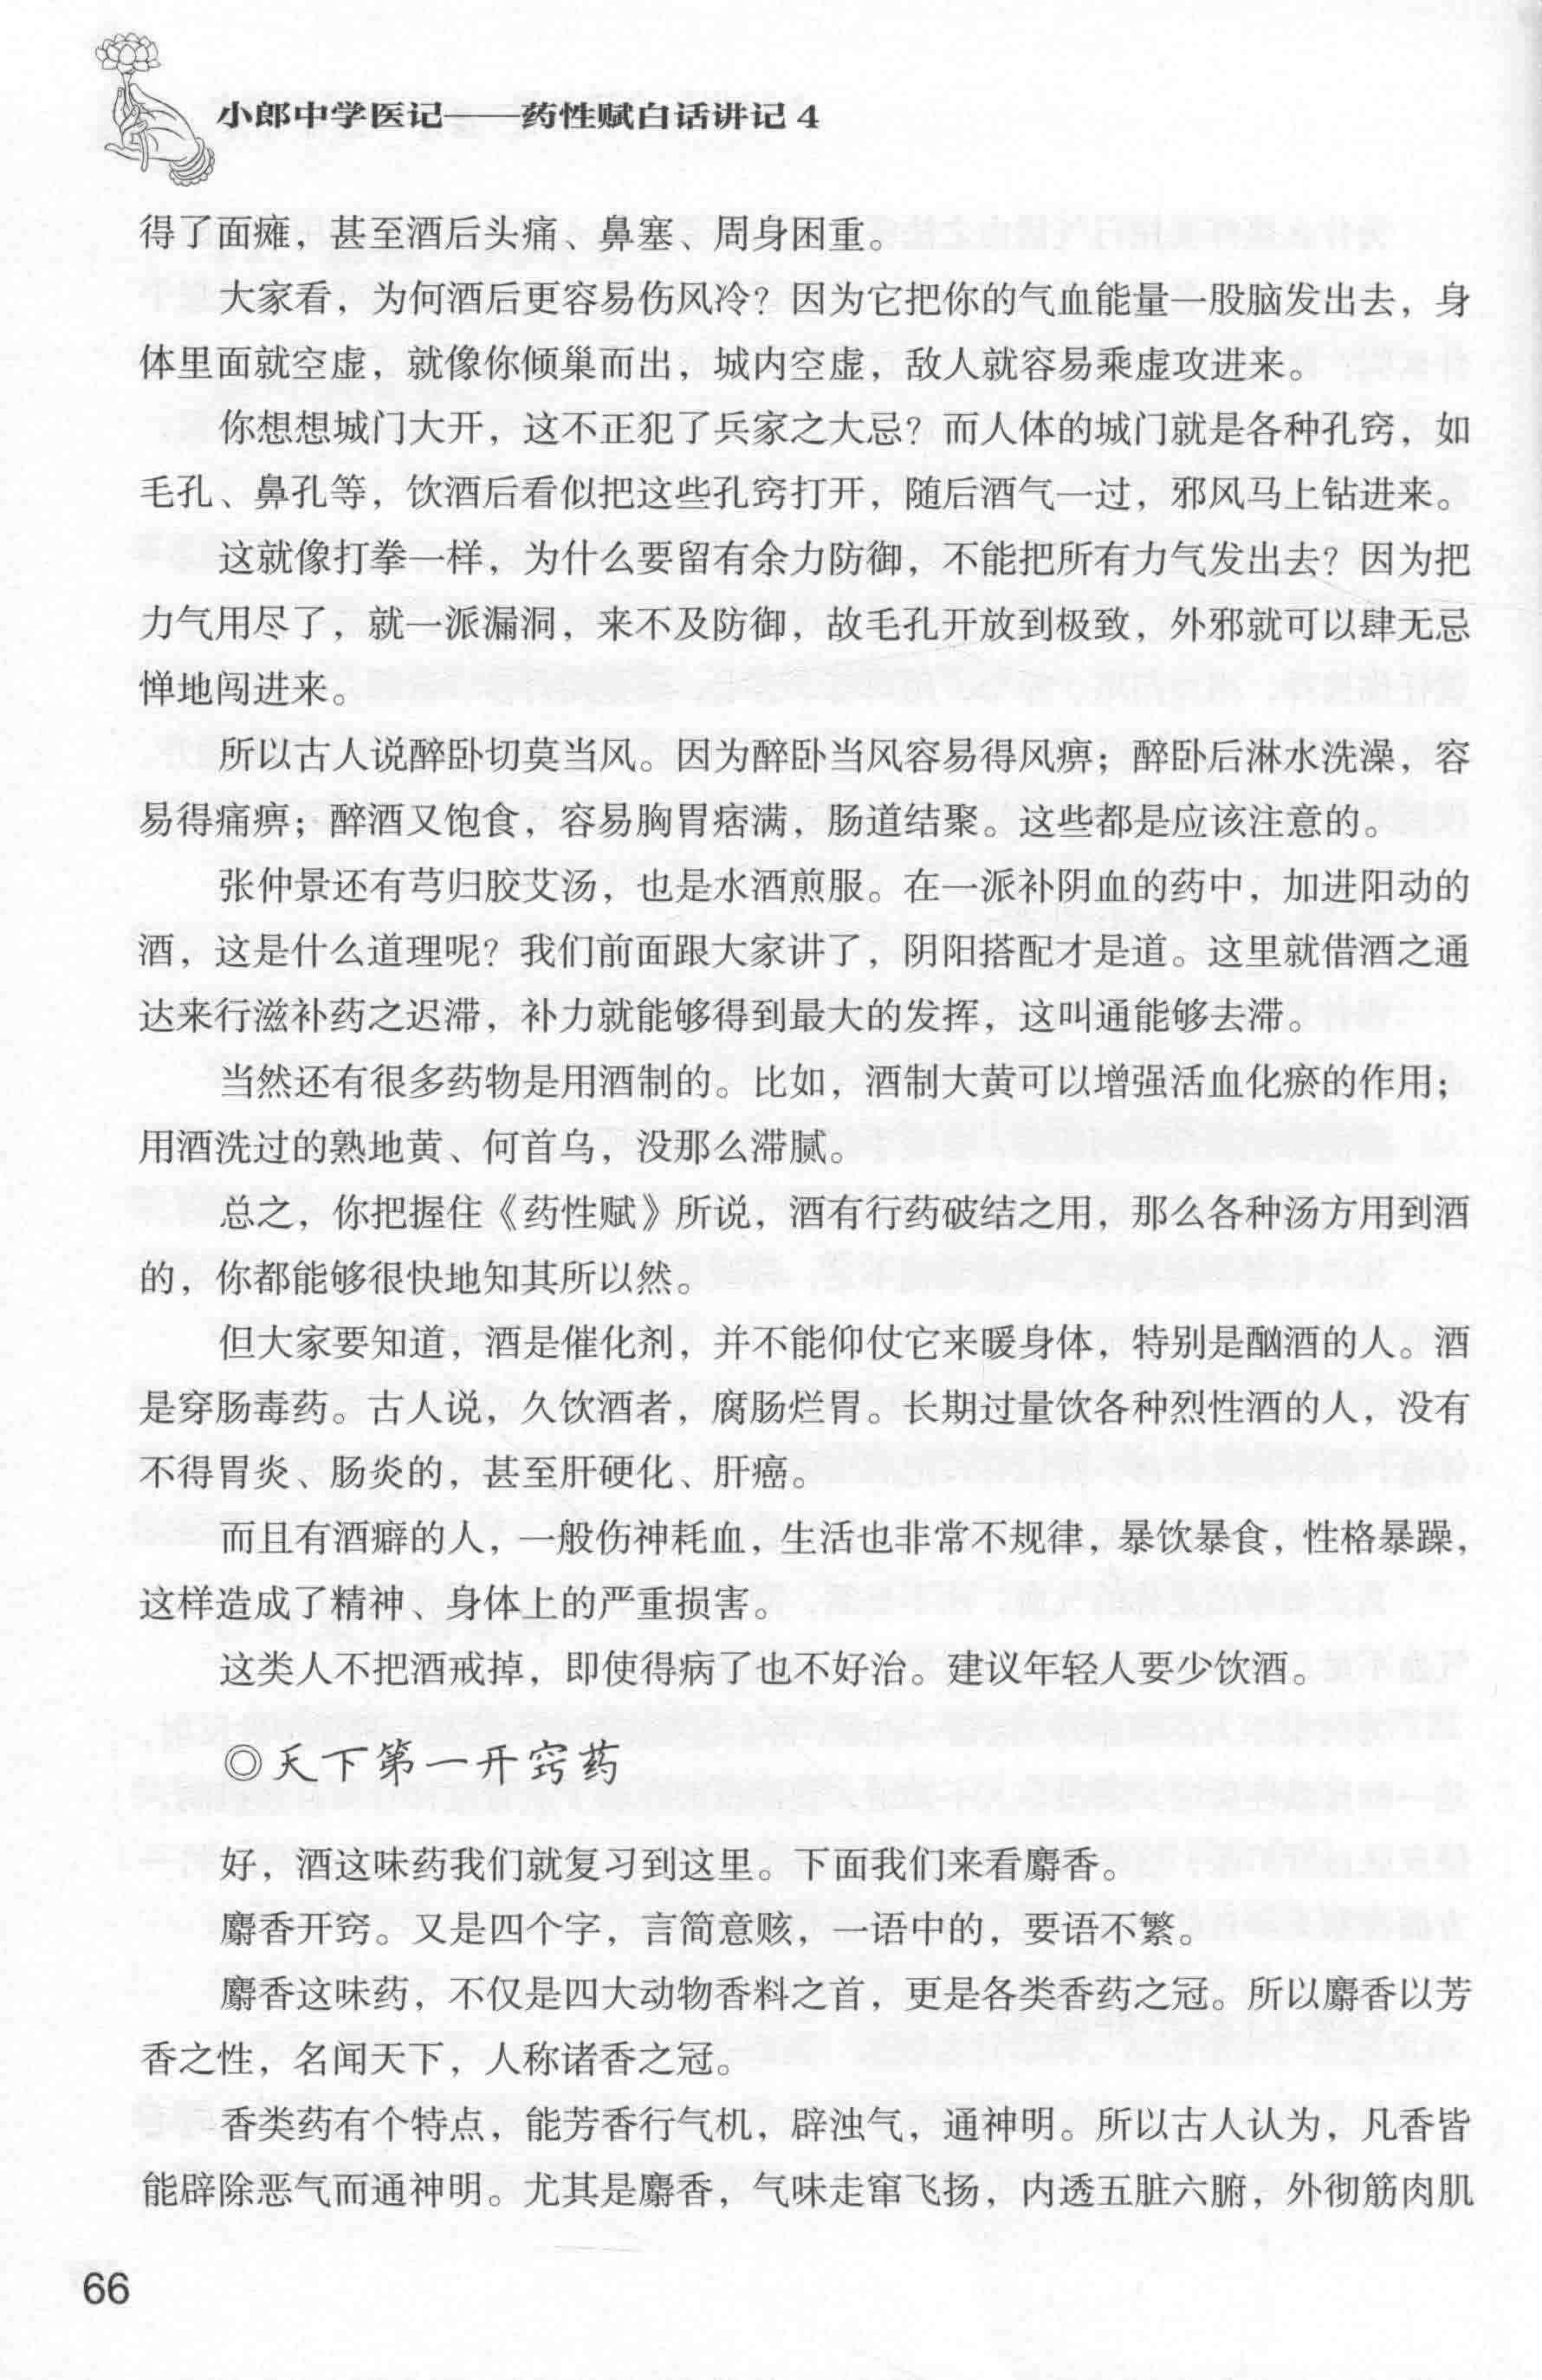 小郎中学医记——药性赋白话讲记4
得了面瘫，甚至酒后头痛、鼻塞、周身困重。
大家看，为何酒后更容易伤风冷？因为它把你的气血能量一股脑发出去，身
体里面就空虚，就像你倾巢而出，城内空虚，敌人就容易乘虚攻进来。
你想想城门大开，这不正犯了兵家之大忌？而人体的城门就是各种孔窍，如
毛孔、鼻孔等，饮酒后看似把这些孔窍打开，随后酒气一过，邪风马上钻进来。
这就像打拳一样，为什么要留有余力防御，不能把所有力气发出去？因为把
力气用尽了，就一派漏洞，来不及防御，故毛孔开放到极致，外邪就可以肆无忌
惮地闯进来。
所以古人说醉卧切莫当风。因为醉卧当风容易得风痹；醉卧后淋水洗澡，容
易得痛痹；醉酒又饱食，容易胸胃痞满，肠道结聚。这些都是应该注意的。
张仲景还有芎归胶艾汤，也是水酒煎服。在一派补阴血的药中，加进阳动的
酒，这是什么道理呢？我们前面跟大家讲了，阴阳搭配才是道。这里就借酒之通
达来行滋补药之迟滞，补力就能够得到最大的发挥，这叫通能够去滞。
当然还有很多药物是用酒制的。比如，酒制大黄可以增强活血化瘀的作用；
用酒洗过的熟地黄、何首乌，没那么滞腻。
总之，你把握住《药性赋》所说，酒有行药破结之用，那么各种汤方用到酒
的，你都能够很快地知其所以然。
但大家要知道，酒是催化剂，并不能仰仗它来暖身体，特别是酗酒的人。酒
是穿肠毒药。古人说，久饮酒者，腐肠烂胃。长期过量饮各种烈性酒的人，没有
不得胃炎、肠炎的，甚至肝硬化、肝癌。
而且有酒癖的人，一般伤神耗血，生活也非常不规律，暴饮暴食，性格暴躁，
这样造成了精神、身体上的严重损害。
这类人不把酒戒掉，即使得病了也不好治。建议年轻人要少饮酒。
◎天下第一开窍药
好，酒这味药我们就复习到这里。下面我们来看麝香。
麝香开窍。又是四个字，言简意赅，一语中的，要语不繁。
麝香这味药，不仅是四大动物香料之首，更是各类香药之冠。所以麝香以芳
香之性，名闻天下，人称诸香之冠。
香类药有个特点，能芳香行气机，辟浊气，通神明。所以古人认为，凡香皆
能辟除恶气而通神明。尤其是麝香，气味走窜飞扬，内透五脏六腑，外彻筋肉肌
66